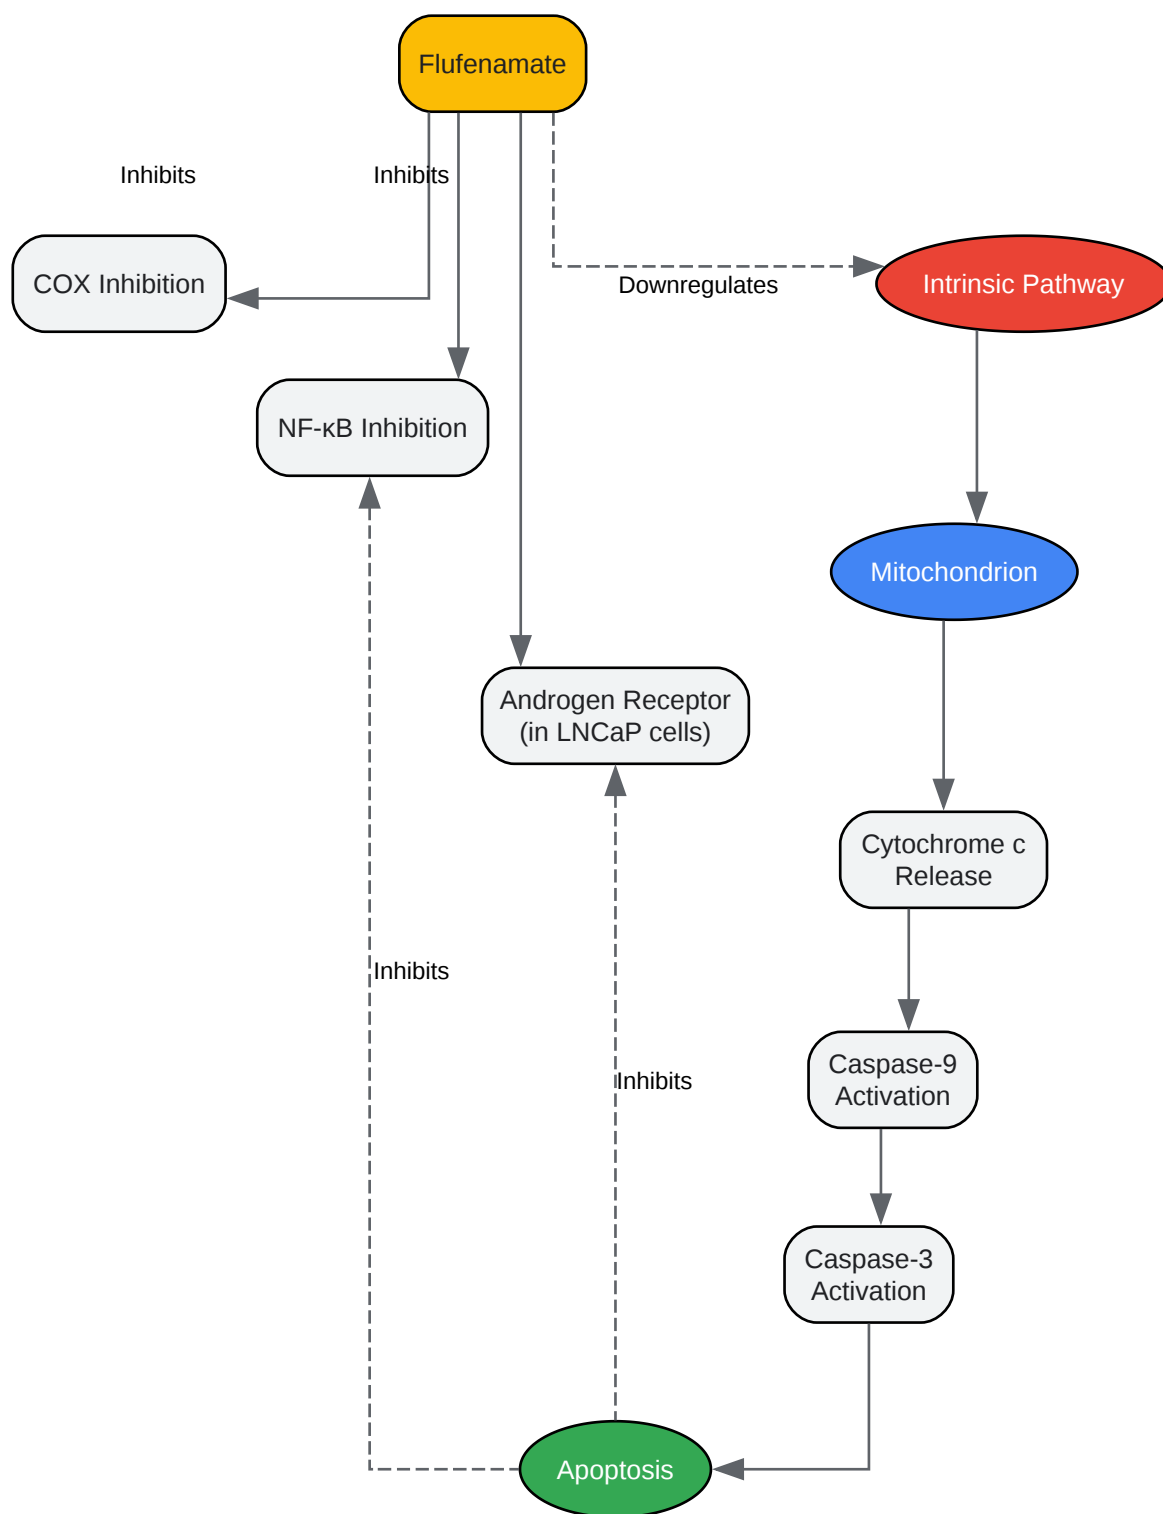 Flufenamate
Inhibits
Inhibits
COX Inhibition
Downregulates
Intrinsic Pathway
NF-κB Inhibition
Mitochondrion
Androgen Receptor
(in LNCaP cells)
Cytochrome c
Release
Inhibits
Inhibits
Caspase-9
Activation
Caspase-3
Activation
Apoptosis